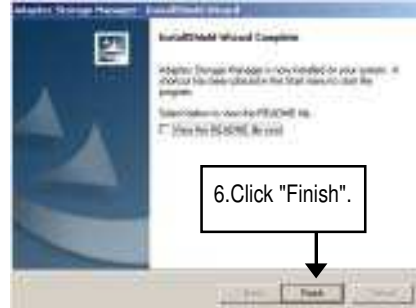 Adaptec Storage Manager - InstallShield Wizard
InstallShield Wizard Complete
Adaptec Storage Manager is now installed on your system. A
shortcut has been placed in the Start menu to start the
program.
Select below to view the README file.
View the README file now!
6.Click "Finish".
Finish